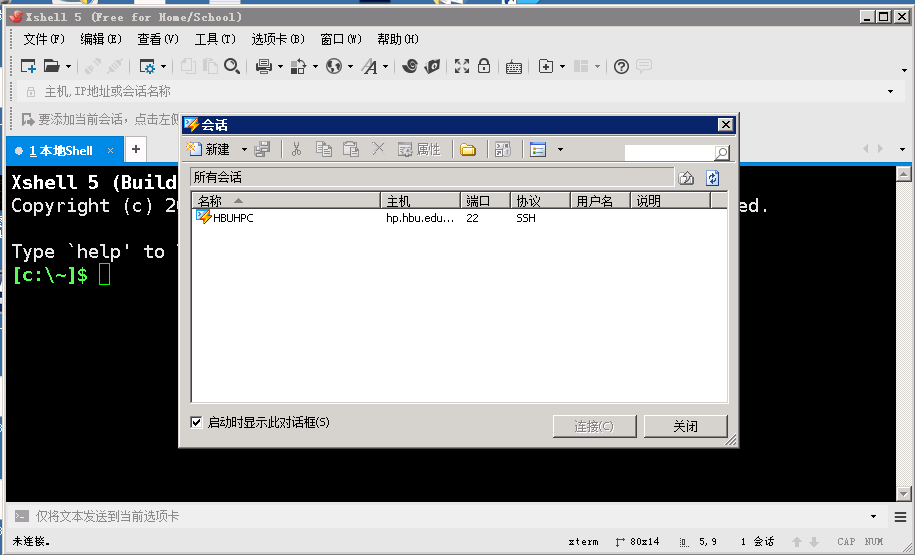 Xshell 5 (Free for Home/School)
文件(F) 编辑(E) 查看(V) 工具(T) 选项卡(B) 窗口(W) 帮助(H)
主机,IP地址或会话名称
要添加当前会话，点击左侧
1 本地Shell × +
会话
新建 属性
所有会话
名称 主机 端口 协议 用户名 说明
HBUHPC hp.hbu.edu... 22 SSH
启动时显示此对话框(S)
连接(C) 关闭
Xshell 5 (Build
Copyright (c) 2 ed.
Type `help' to
[c:\~]$
仅将文本发送到当前选项卡
未连接。 xterm 80x14 5,9 1 会话 CAP NUM